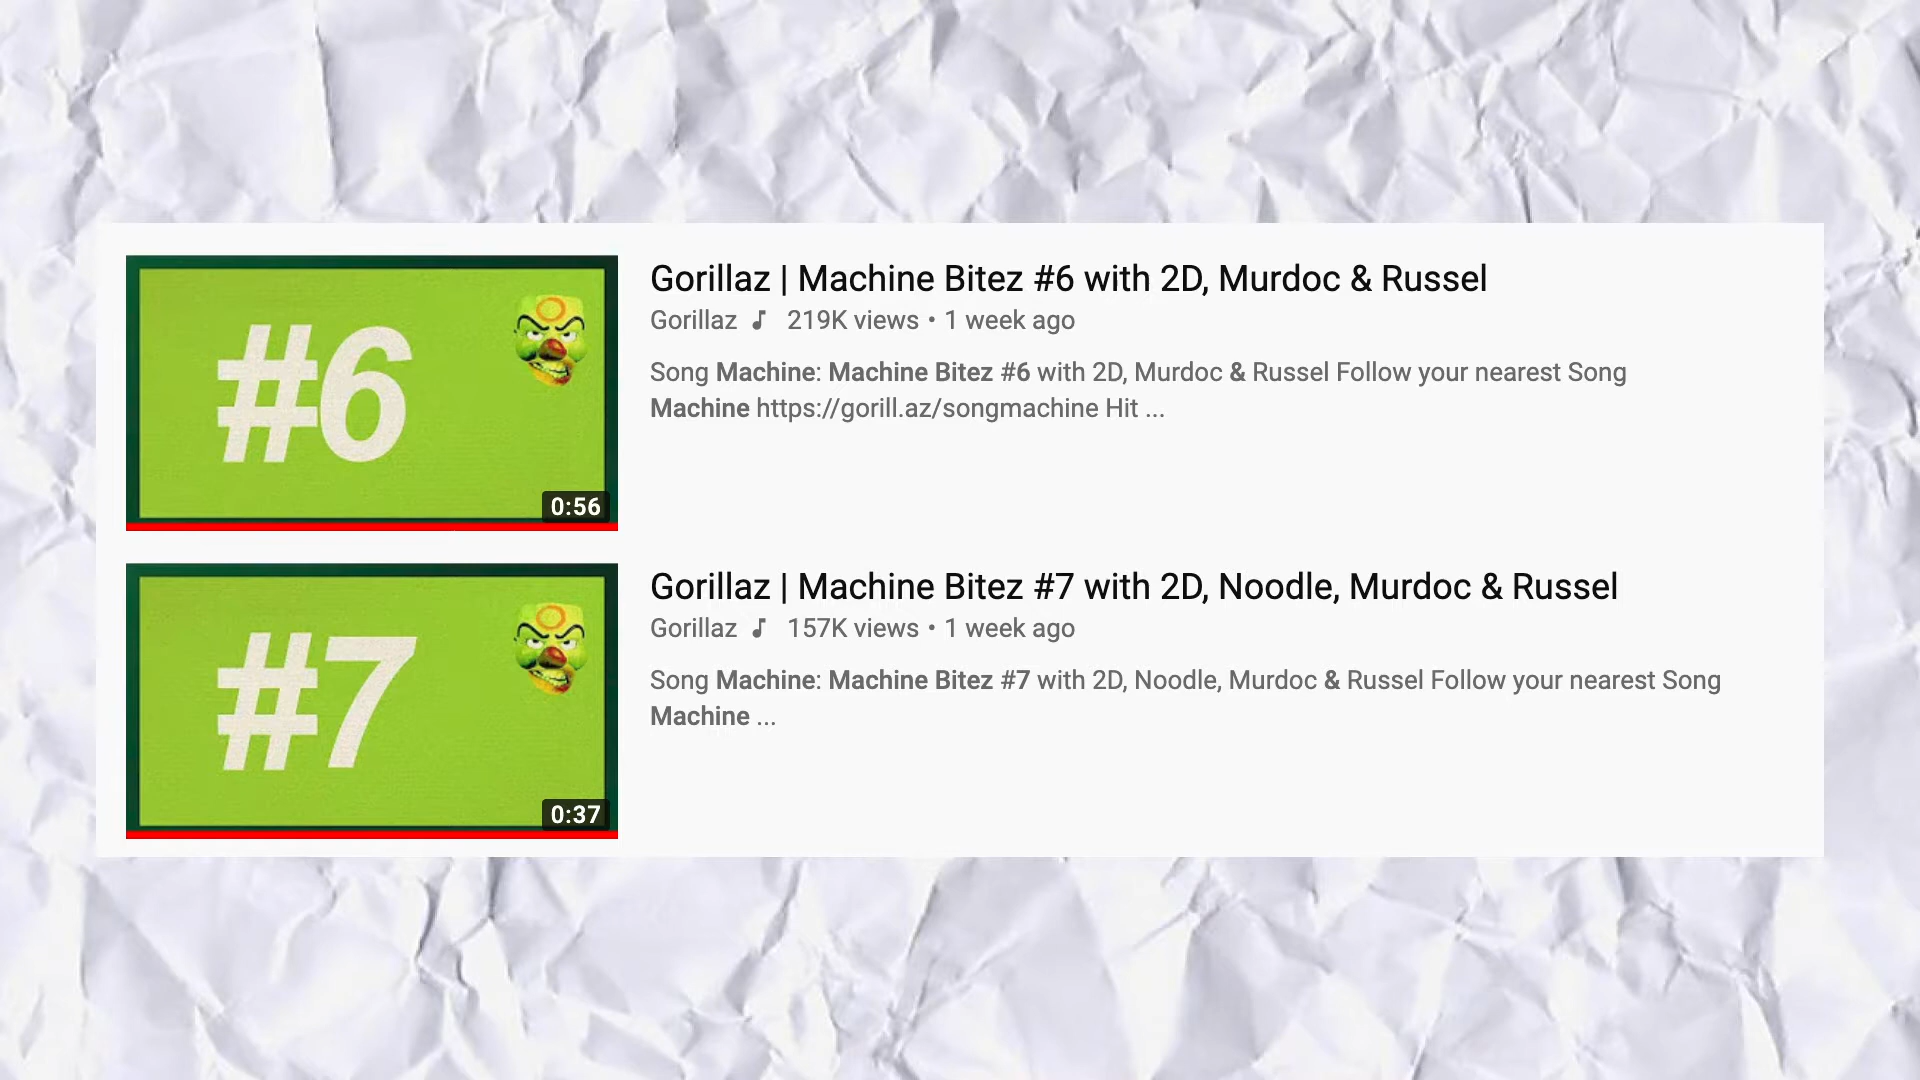 #6
0:56
Gorillaz | Machine Bitez #6 with 2D, Murdoc & Russel
Gorillaz 219K views • 1 week ago
Song Machine: Machine Bitez #6 with 2D, Murdoc & Russel Follow your nearest Song
Machine https://gorill.az/songmachine Hit ...
#7
0:37
Gorillaz | Machine Bitez #7 with 2D, Noodle, Murdoc & Russel
Gorillaz 157K views • 1 week ago
Song Machine: Machine Bitez #7 with 2D, Noodle, Murdoc & Russel Follow your nearest Song
Machine ...